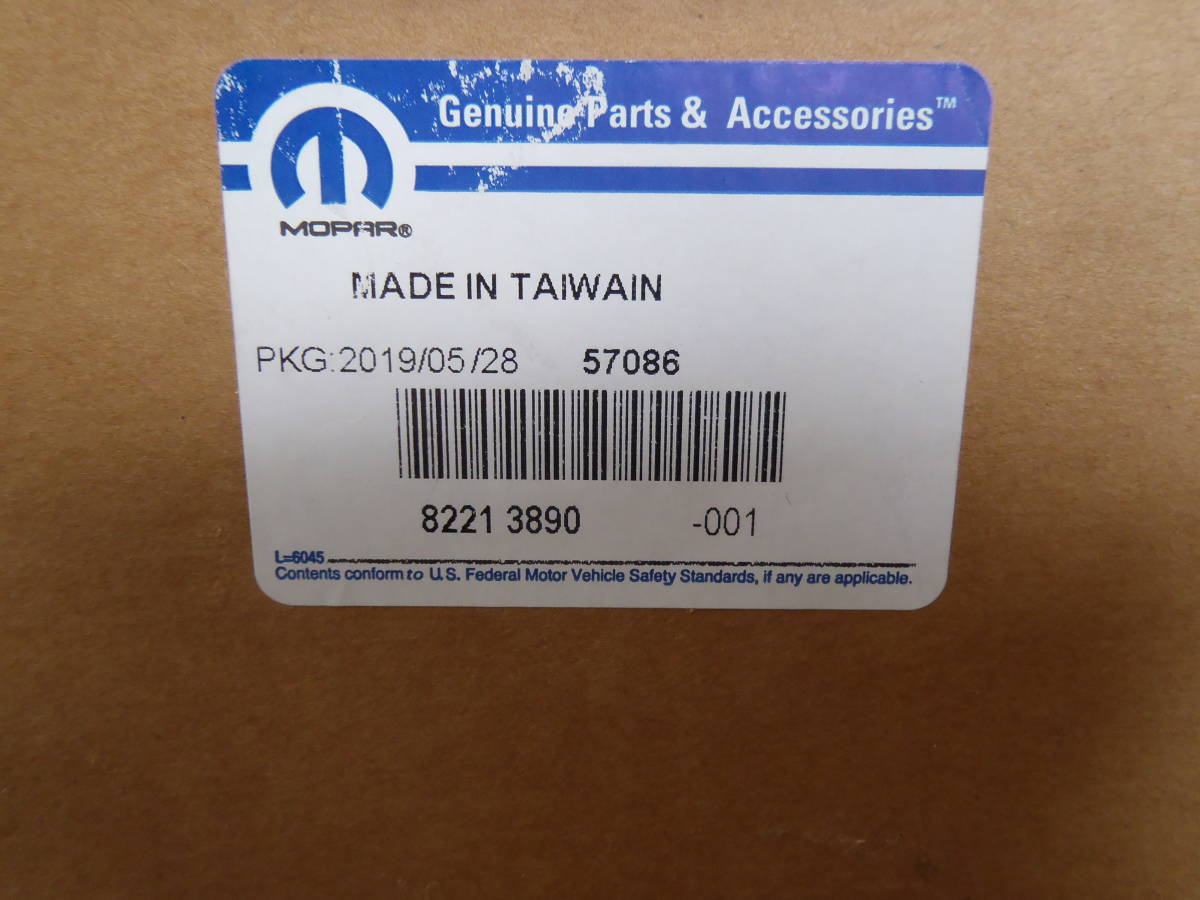 Genuine Parts & Accessories™
MOPAR®
MADE IN TAIWAIN
PKG:2019/05/28 57086
8221 3890 -001
L=6045
Contents conform to U.S. Federal Motor Vehicle Safety Standards, if any are applicable.